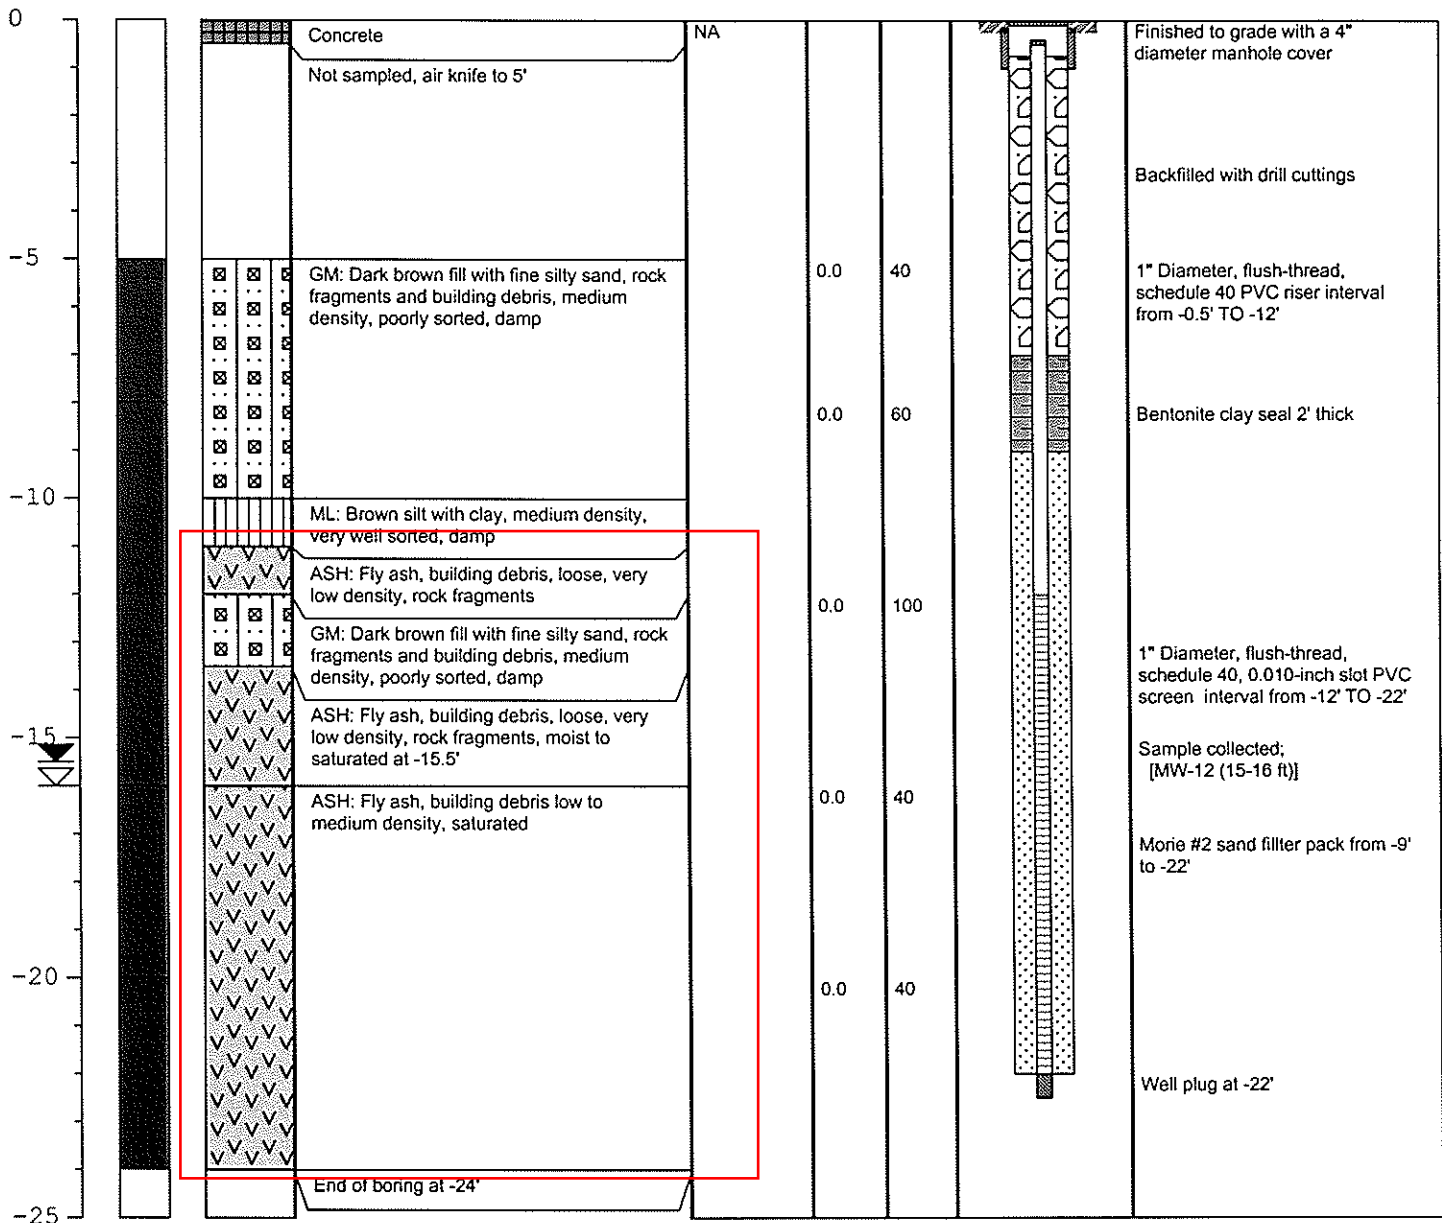 0
Concrete
NA
Finished to grade with a 4"
diameter manhole cover
Not sampled, air knife to 5'
Backfilled with drill cuttings
-5
GM: Dark brown fill with fine silty sand, rock
fragments and building debris, medium
density, poorly sorted, damp
0.0
40
1" Diameter, flush-thread,
schedule 40 PVC riser interval
from -0.5' TO -12'
0.0
60
Bentonite clay seal 2' thick
-10
ML: Brown silt with clay, medium density,
very well sorted, damp
ASH: Fly ash, building debris, loose, very
low density, rock fragments
0.0
100
GM: Dark brown fill with fine silty sand, rock
fragments and building debris, medium
density, poorly sorted, damp
1" Diameter, flush-thread,
schedule 40, 0.010-inch slot PVC
screen interval from -12' TO -22'
ASH: Fly ash, building debris, loose, very
low density, rock fragments, moist to
saturated at -15.5'
-15
Sample collected;
[MW-12 (15-16 ft)]
ASH: Fly ash, building debris low to
medium density, saturated
0.0
40
Morie #2 sand fillter pack from -9'
to -22'
-20
0.0
40
Well plug at -22'
End of boring at -24'
-25